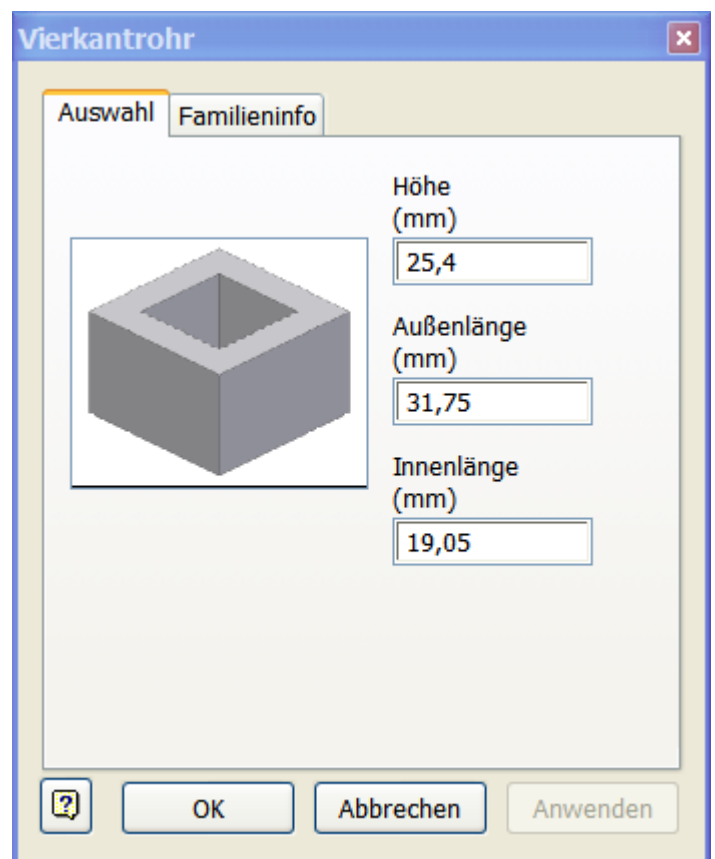 Vierkantrohr
Auswahl Familieninfo
Höhe
(mm)
25,4
Außenlänge
(mm)
31,75
Innenlänge
(mm)
19,05
OK Abbrechen Anwenden